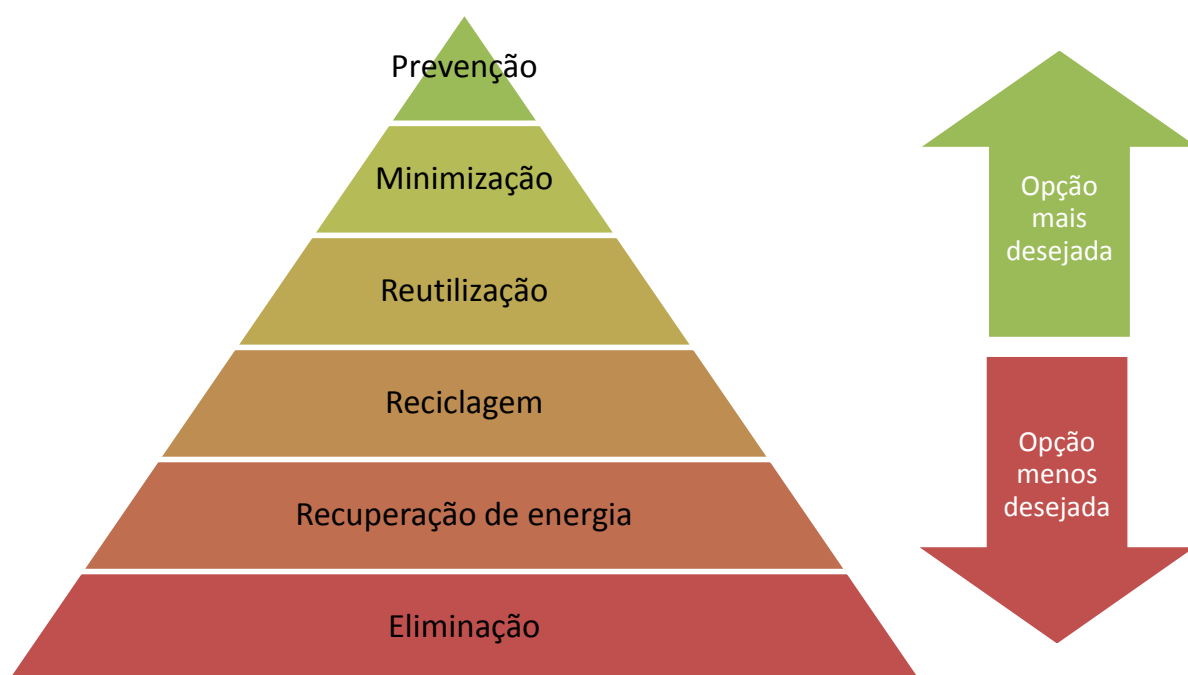 Prevenção
Minimização
Reutilização
Reciclagem
Recuperação de energia
Eliminação
Opção
mais
desejada
Opção
menos
desejada